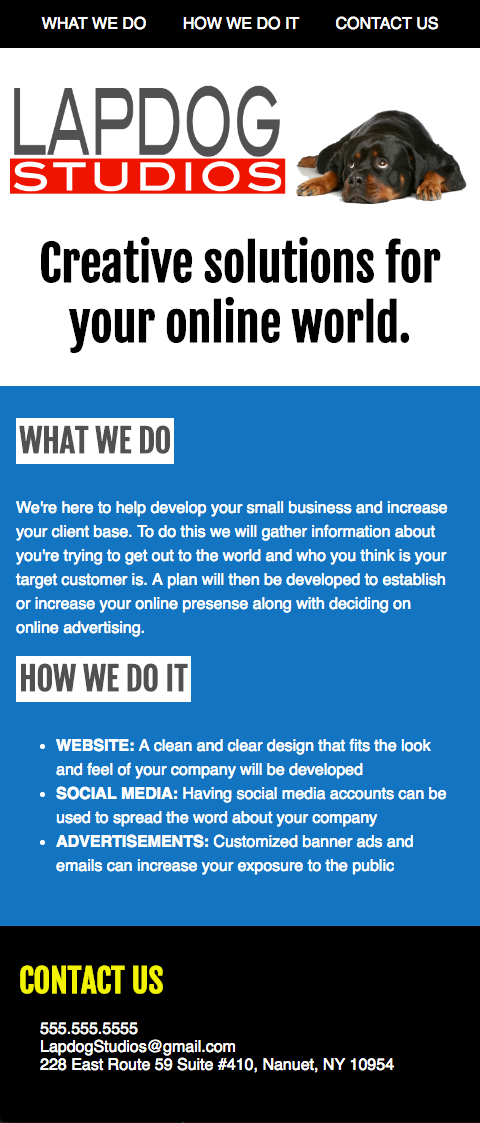 WHAT WE DO HOW WE DO IT CONTACT US
LAPDOG
STUDIOS
Creative solutions for
your online world.
WHAT WE DO
We're here to help develop your small business and increase
your client base. To do this we will gather information about
you're trying to get out to the world and who you think is your
target customer is. A plan will then be developed to establish
or increase your online presense along with deciding on
online advertising.
HOW WE DO IT
• WEBSITE: A clean and clear design that fits the look
and feel of your company will be developed
• SOCIAL MEDIA: Having social media accounts can be
used to spread the word about your company
• ADVERTISEMENTS: Customized banner ads and
emails can increase your exposure to the public
CONTACT US
555.555.5555
LapdogStudios@gmail.com
228 East Route 59 Suite #410, Nanuet, NY 10954